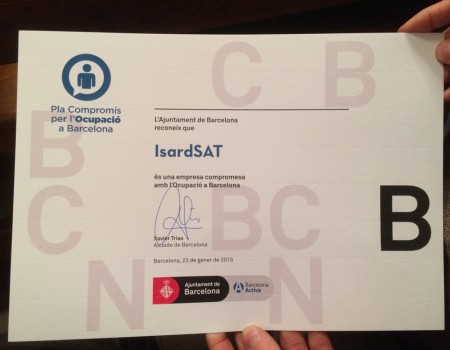 Pla Compromís
per l'Ocupació
a Barcelona
C B
L'Ajuntament de Barcelona
reconeix que
B
IsardSAT
és una empresa compromesa
amb l'Ocupació a Barcelona
C BC B
Xavier Trias
Alcalde de Barcelona
Barcelona, 23 de gener de 2015
N N
Ajuntament de
Barcelona
Barcelona
Activa